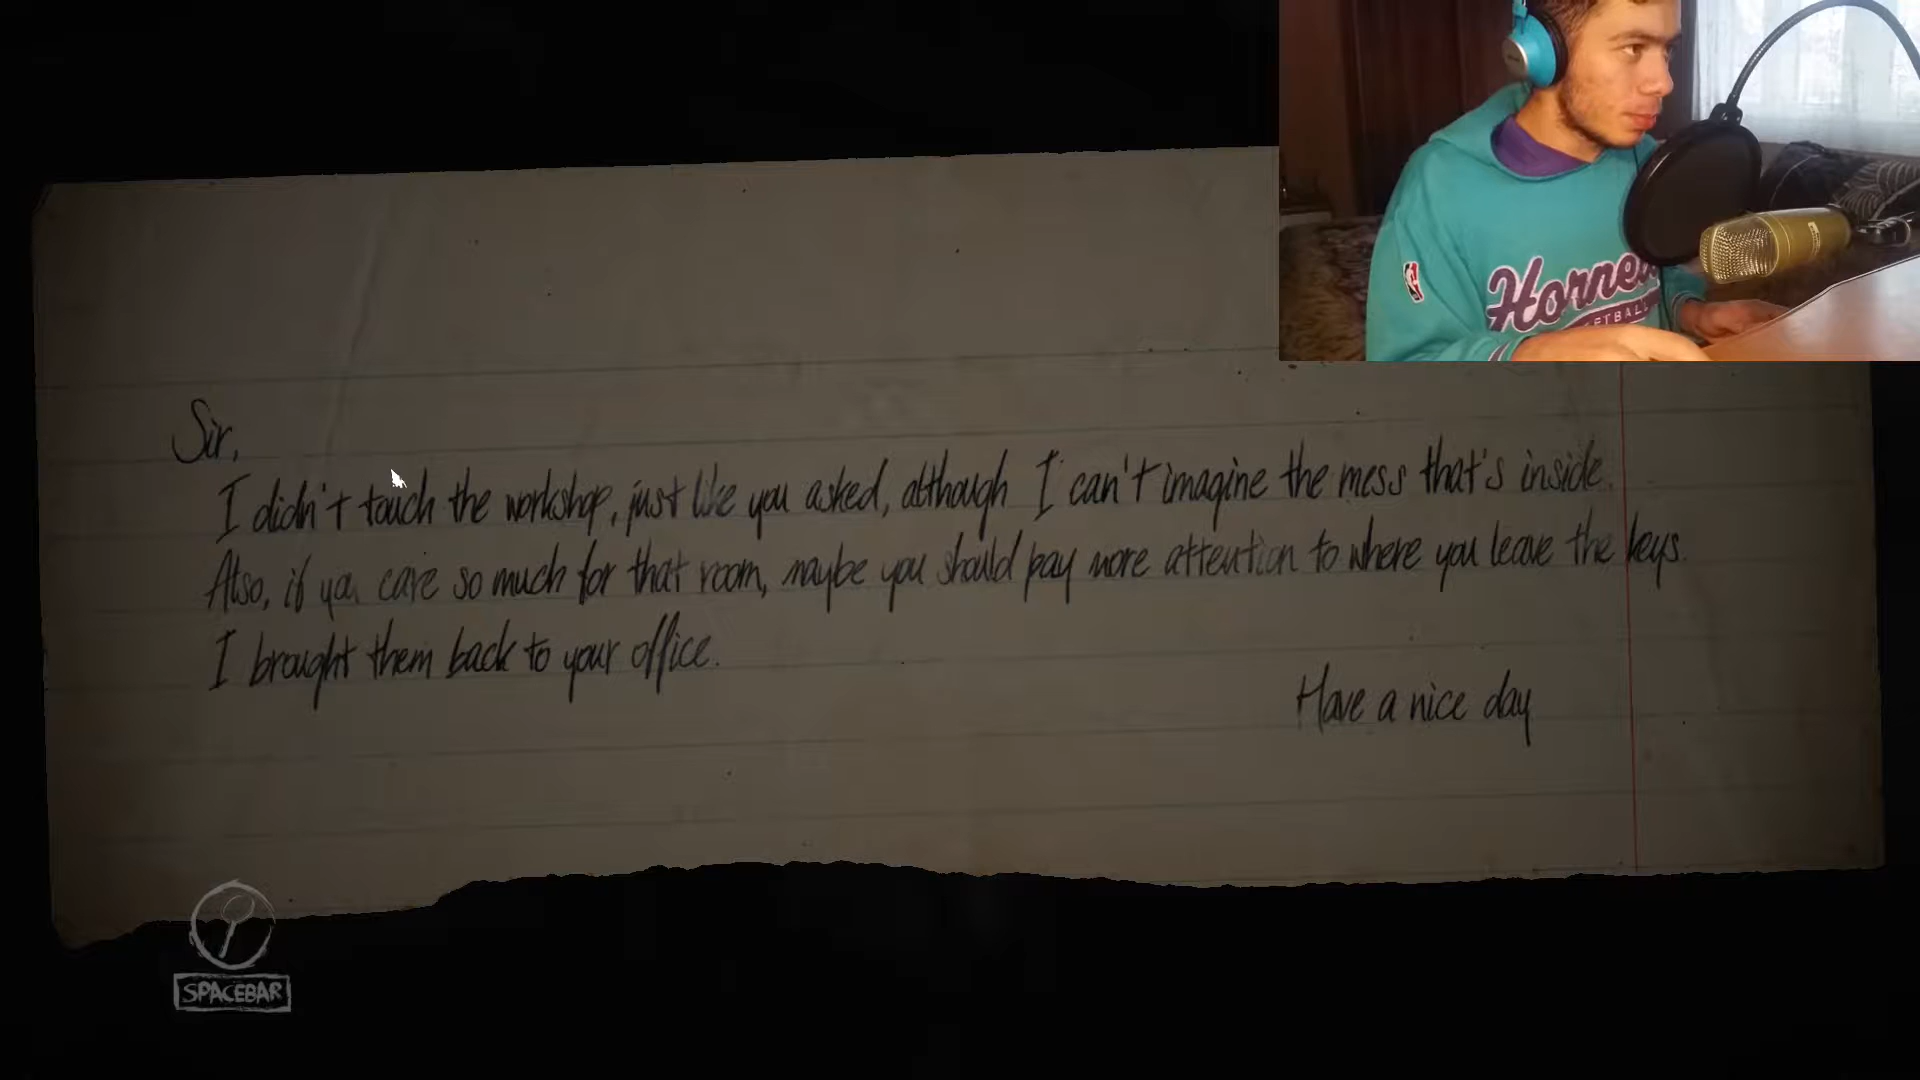 Sir,
I didn't touch the workshop, just like you asked, although I can't imagine the mess that's inside.
Also, if you care so much for that room, maybe you should pay more attention to where you leave the keys.
I brought them back to your office.
Have a nice day
SPACEBAR